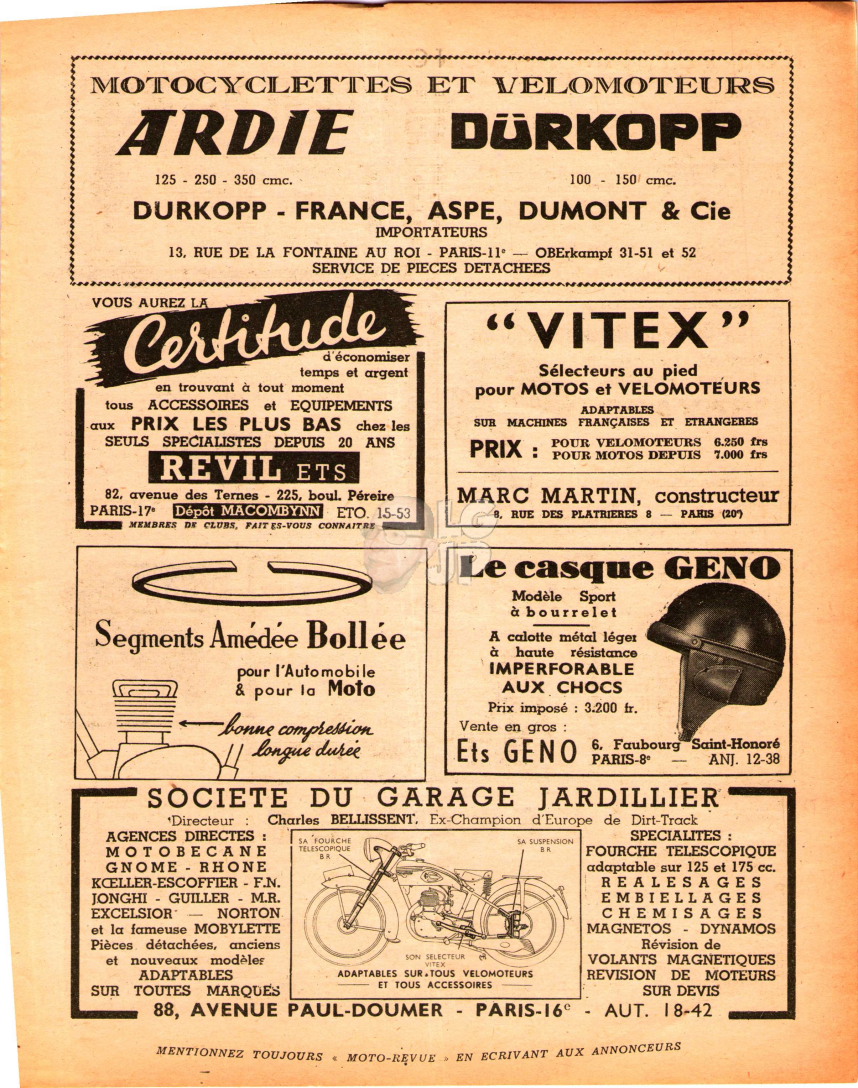 MOTOCYCLETTES ET VELOMOTEURS
ARDIE DÜRKOPP
125 - 250 - 350 cmc. 100 - 150 cmc.
DURKOPP - FRANCE, ASPE, DUMONT & Cie
IMPORTATEURS
13, RUE DE LA FONTAINE AU ROI - PARIS-11e — OBErkampf 31-51 et 52
SERVICE DE PIECES DETACHEES
VOUS AUREZ LA
Certitude
d'économiser
temps et argent
en trouvant à tout moment
tous ACCESSOIRES et EQUIPEMENTS
aux PRIX LES PLUS BAS chez les
SEULS SPECIALISTES DEPUIS 20 ANS
REVIL ETS
82, avenue des Ternes - 225, boul. Péreire
PARIS-17e Dépôt MACOMBYNN ETO. 15-53
MEMBRES DE CLUBS, FAITES-VOUS CONNAITRE
"VITEX"
Sélecteurs au pied
pour MOTOS et VELOMOTEURS
ADAPTABLES
SUR MACHINES FRANÇAISES ET ETRANGERES
PRIX : POUR VELOMOTEURS 6.250 frs
POUR MOTOS DEPUIS 7.000 frs
MARC MARTIN, constructeur
8, RUE DES PLATRIERES 8 — PARIS (20e)
LG
JP
Segments Amédée Bollée
pour l'Automobile
& pour la Moto
bonne compression
longue durée
Le casque GENO
Modèle Sport
à bourrelet
A calotte métal léger
à haute résistance
IMPERFORABLE
AUX CHOCS
Prix imposé : 3.200 fr.
Vente en gros :
Ets GENO 6, Faubourg Saint-Honoré
PARIS-8e — ANJ. 12-38
SOCIETE DU GARAGE JARDILLIER
Directeur : Charles BELLISSENT, Ex-Champion d'Europe de Dirt-Track
AGENCES DIRECTES :
MOTOBECANE
GNOME - RHONE
KŒLLER-ESCOFFIER - F.N.
JONGHI - GUILLER - M.R.
EXCELSIOR — NORTON
et la fameuse MOBYLETTE
Pièces détachées, anciens
et nouveaux modèles
ADAPTABLES
SUR TOUTES MARQUES
SA FOURCHE
TELESCOPIQUE
B R
SA SUSPENSION
B R
SON SELECTEUR
VITEX
ADAPTABLES SUR TOUS VELOMOTEURS
ET TOUS ACCESSOIRES
SPECIALITES :
FOURCHE TELESCOPIQUE
adaptable sur 125 et 175 cc.
REALESAGES
EMBIELLAGES
CHEMISAGES
MAGNETOS - DYNAMOS
Révision de
VOLANTS MAGNETIQUES
REVISION DE MOTEURS
SUR DEVIS
88, AVENUE PAUL-DOUMER - PARIS-16e - AUT. 18-42
MENTIONNEZ TOUJOURS « MOTO-REVUE » EN ECRIVANT AUX ANNONCEURS